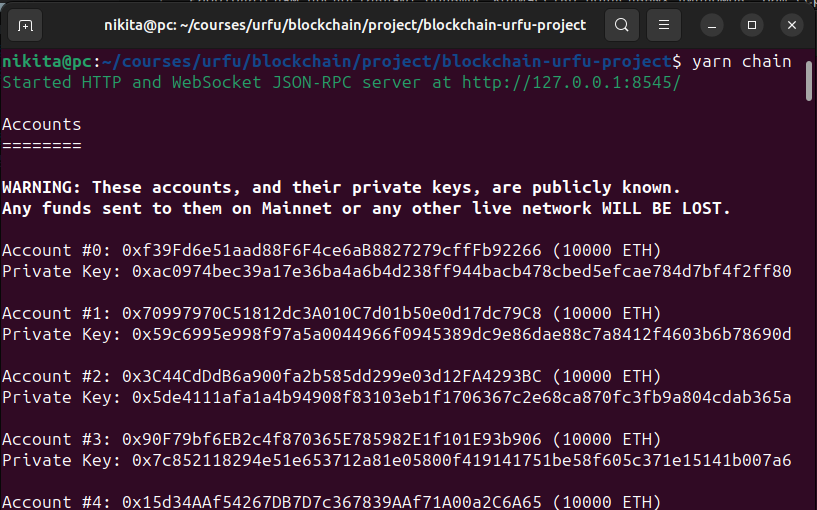 nikita@pc: ~/courses/urfu/blockchain/project/blockchain-urfu-project
nikita@pc:~/courses/urfu/blockchain/project/blockchain-urfu-project$ yarn chain
Started HTTP and WebSocket JSON-RPC server at http://127.0.0.1:8545/
Accounts
========
WARNING: These accounts, and their private keys, are publicly known.
Any funds sent to them on Mainnet or any other live network WILL BE LOST.
Account #0: 0xf39Fd6e51aad88F6F4ce6aB8827279cffFb92266 (10000 ETH)
Private Key: 0xac0974bec39a17e36ba4a6b4d238ff944bacb478cbed5efcae784d7bf4f2ff80
Account #1: 0x70997970C51812dc3A010C7d01b50e0d17dc79C8 (10000 ETH)
Private Key: 0x59c6995e998f97a5a0044966f0945389dc9e86dae88c7a8412f4603b6b78690d
Account #2: 0x3C44CdDdB6a900fa2b585dd299e03d12FA4293BC (10000 ETH)
Private Key: 0x5de4111afa1a4b94908f83103eb1f1706367c2e68ca870fc3fb9a804cdab365a
Account #3: 0x90F79bf6EB2c4f870365E785982E1f101E93b906 (10000 ETH)
Private Key: 0x7c852118294e51e653712a81e05800f419141751be58f605c371e15141b007a6
Account #4: 0x15d34AAf54267DB7D7c367839AAf71A00a2C6A65 (10000 ETH)